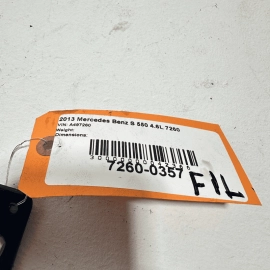 2013 Mercedes Benz S 550 4.6L 7260
VIN: A487260
Weight:
Dimensions:
7260-0357
FIL